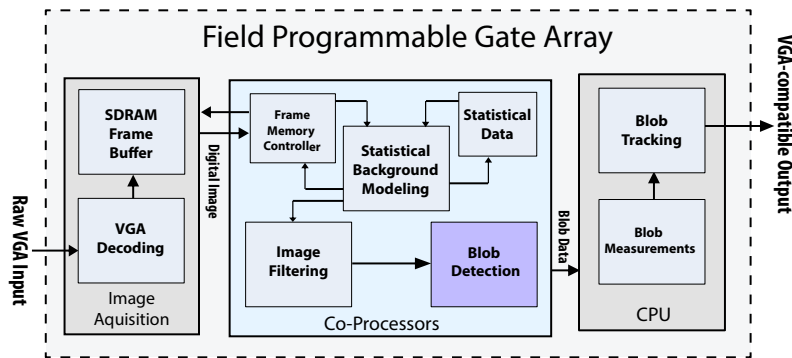 Field Programmable Gate Array
Raw VGA Input
SDRAM
Frame
Buffer
VGA
Decoding
Image
Aquisition
Digital Image
Frame
Memory
Controller
Statistical
Data
Statistical
Background
Modeling
Image
Filtering
Blob
Detection
Co-Processors
Blob Data
Blob
Tracking
Blob
Measurements
CPU
VGA-compatible Output